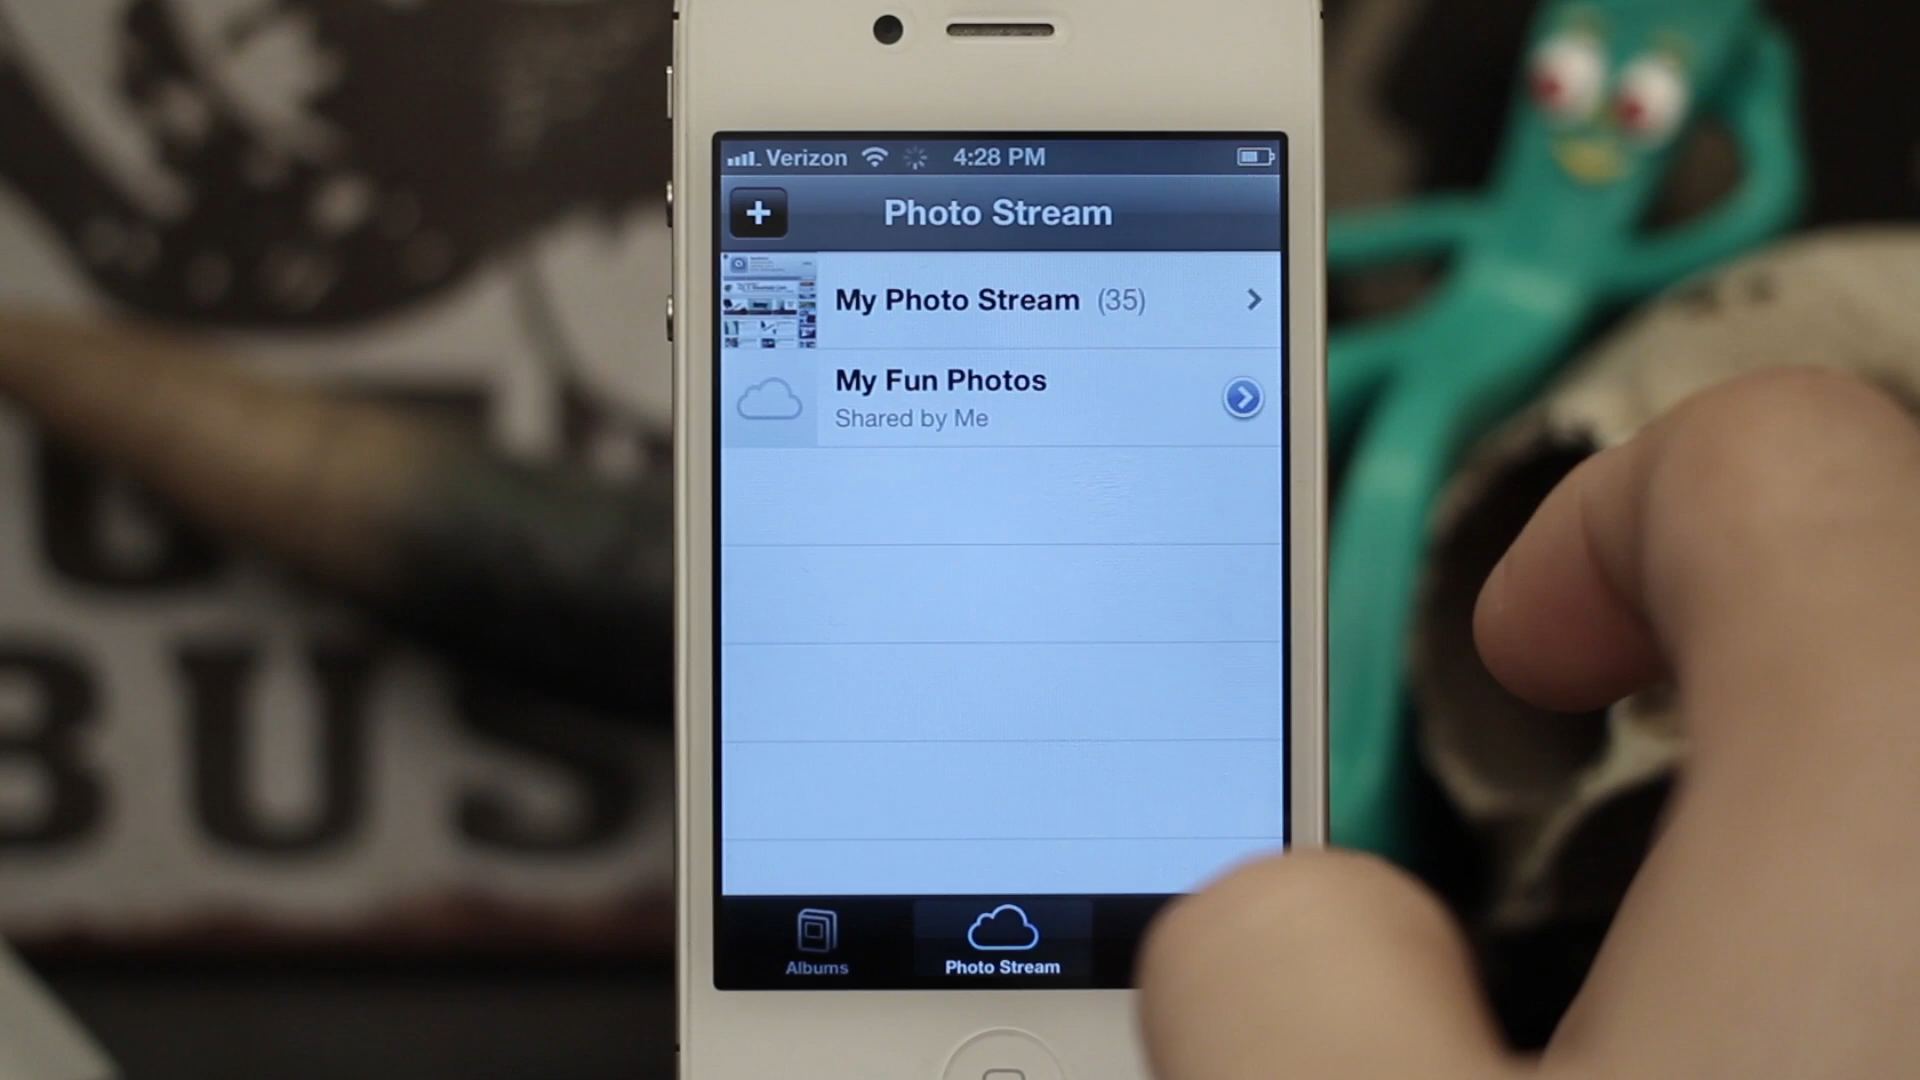 Verizon 4:28 PM
+ Photo Stream
My Photo Stream (35)
My Fun Photos
Shared by Me
Albums
Photo Stream
BUS